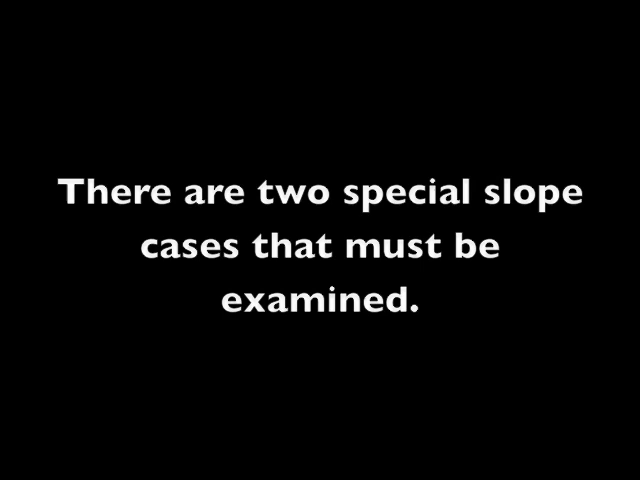 There are two special slope
cases that must be
examined.